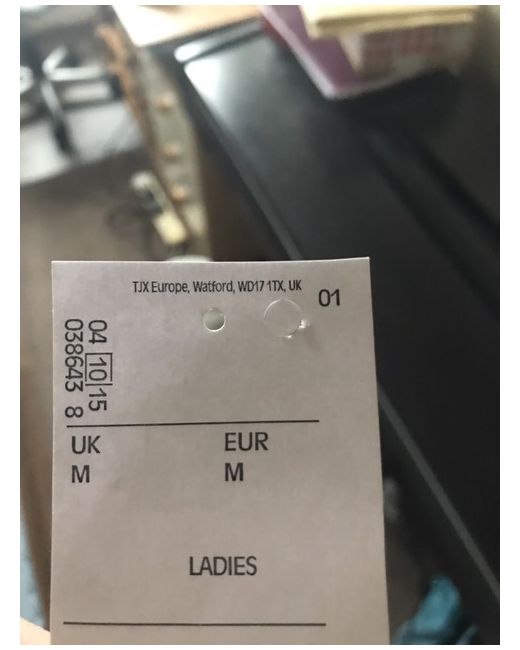 TJX Europe, Watford, WD17 1TX, UK
01
04 10 15
038643 8
UK EUR
M M
LADIES